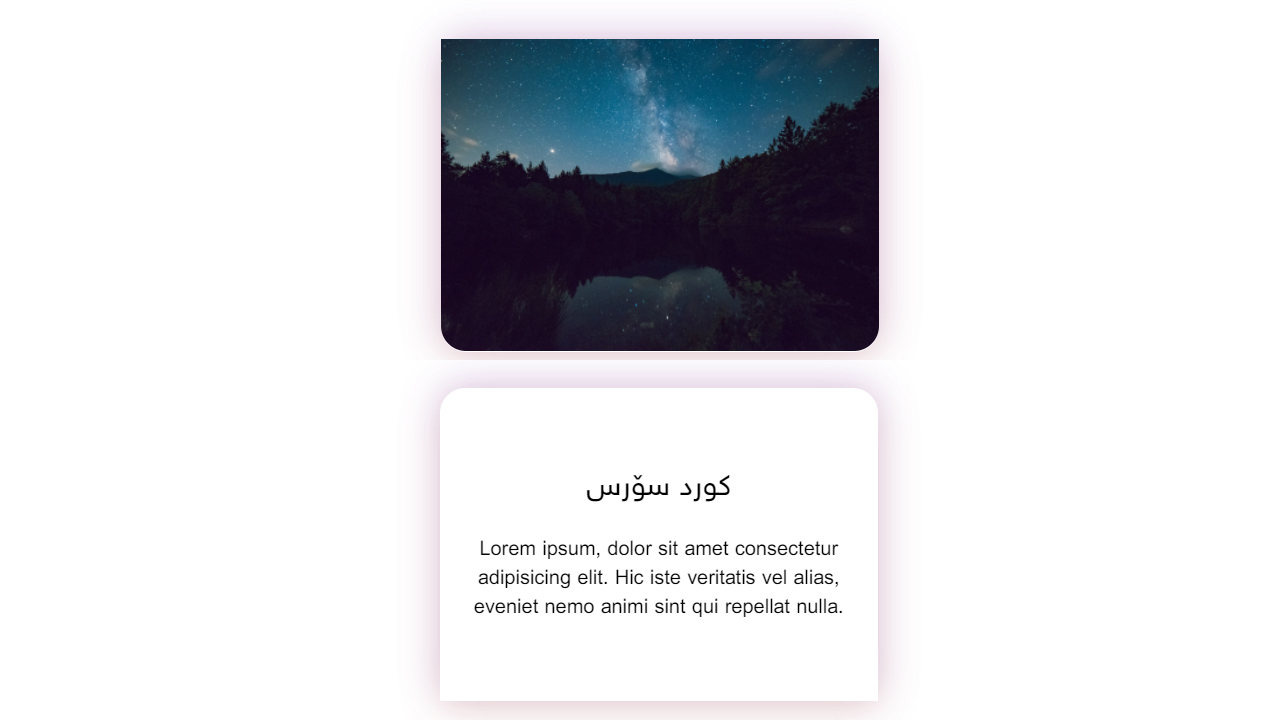 کورد سۆرس
Lorem ipsum, dolor sit amet consectetur
adipisicing elit. Hic iste veritatis vel alias,
eveniet nemo animi sint qui repellat nulla.